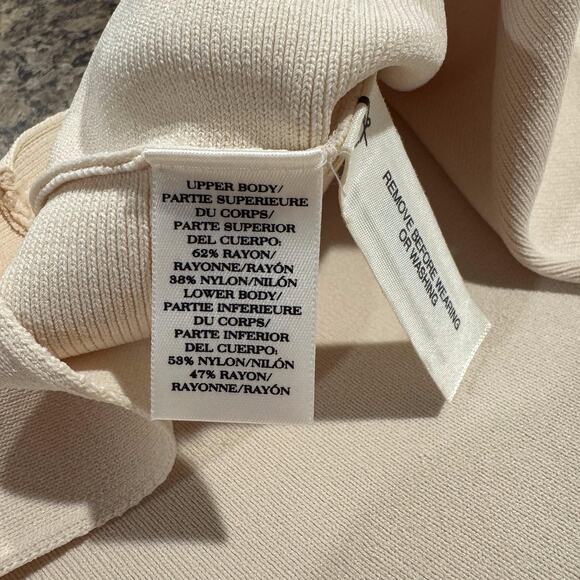 UPPER BODY/
PARTIE SUPERIEURE
DU CORPS/
PARTE SUPERIOR
DEL CUERPO:
62% RAYON/
RAYONNE/RAYÓN
38% NYLON/NILÓN
LOWER BODY/
PARTIE INFERIEURE
DU CORPS/
PARTE INFERIOR
DEL CUERPO:
53% NYLON/NILÓN
47% RAYON/
RAYONNE/RAYÓN
REMOVE BEFORE WEARING
OR WASHING